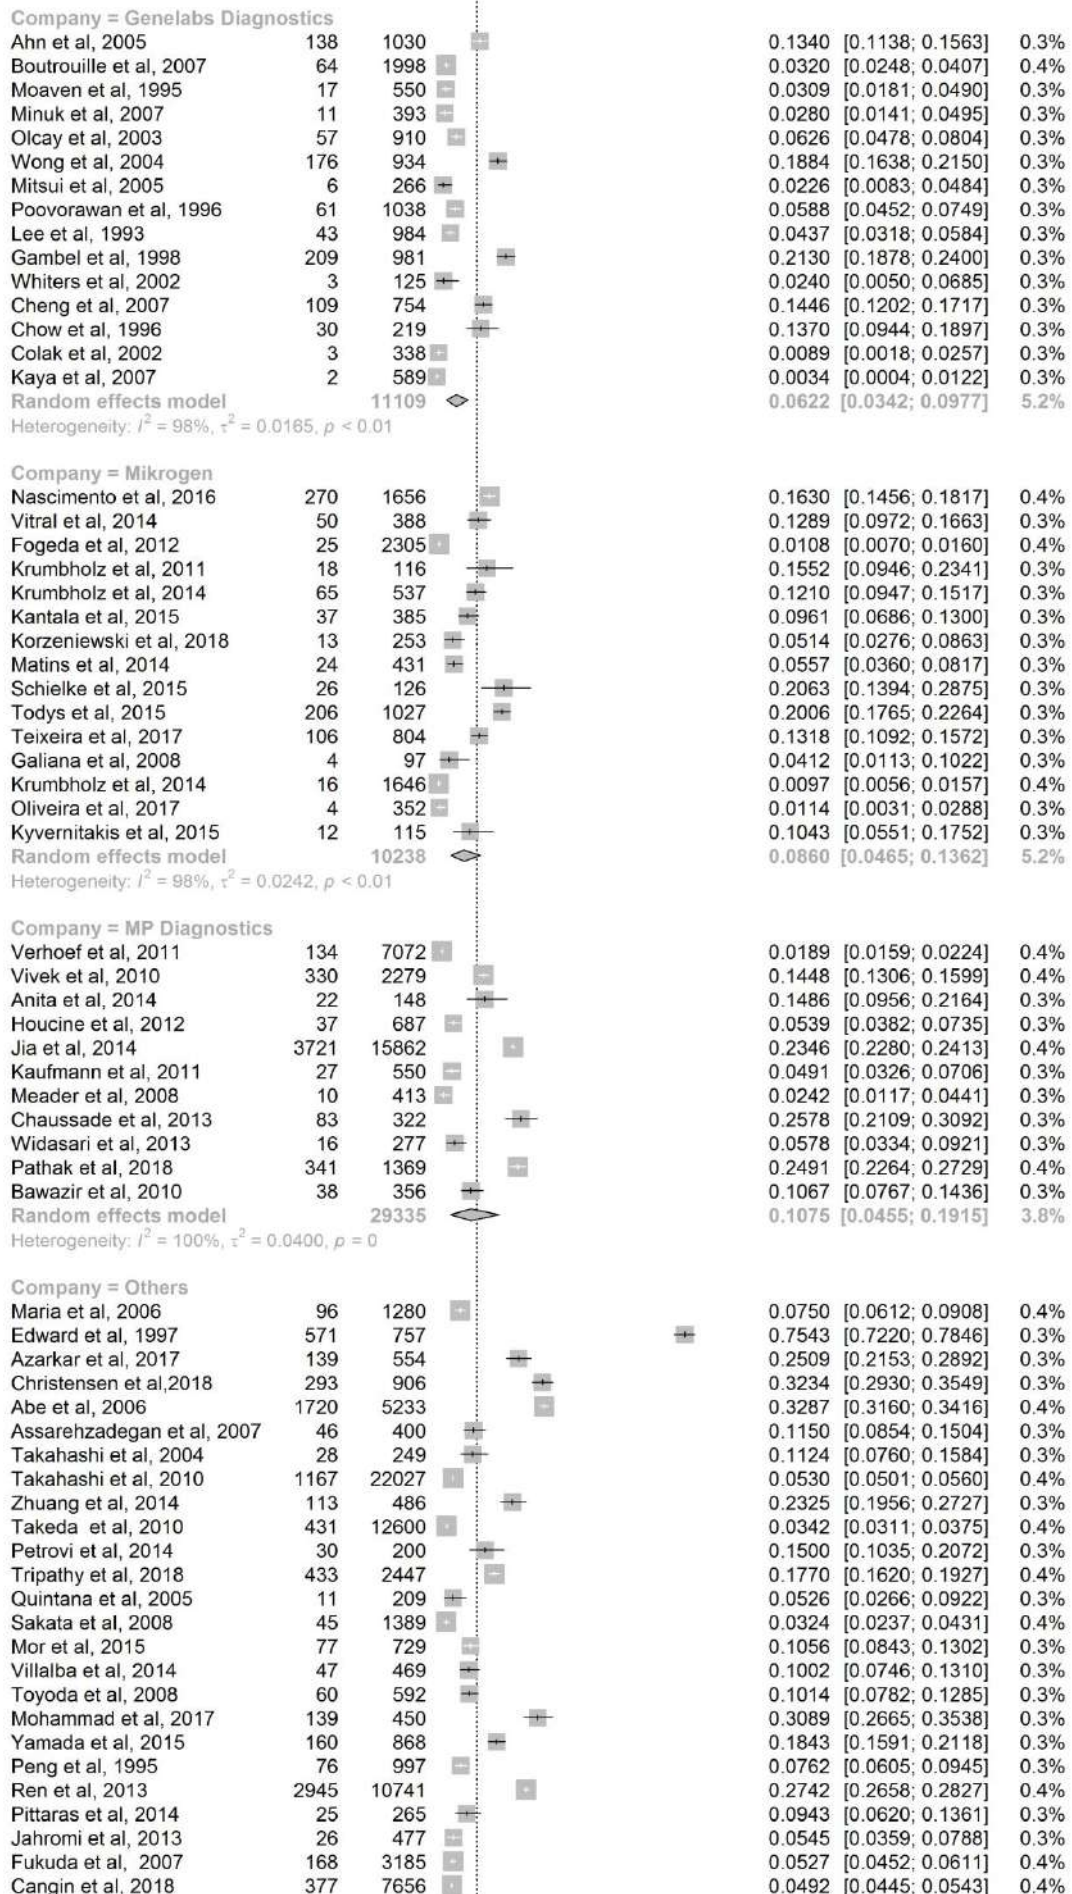 Company = Genelabs Diagnostics
Ahn et al, 2005 138 1030 0.1340 [0.1138; 0.1563] 0.3%
Boutrouille et al, 2007 64 1998 0.0320 [0.0248; 0.0407] 0.4%
Moaven et al, 1995 17 550 0.0309 [0.0181; 0.0490] 0.3%
Minuk et al, 2007 11 393 0.0280 [0.0141; 0.0495] 0.3%
Olcay et al, 2003 57 910 0.0626 [0.0478; 0.0804] 0.3%
Wong et al, 2004 176 934 0.1884 [0.1638; 0.2150] 0.3%
Mitsui et al, 2005 6 266 0.0226 [0.0083; 0.0484] 0.3%
Poovorawan et al, 1996 61 1038 0.0588 [0.0452; 0.0749] 0.3%
Lee et al, 1993 43 984 0.0437 [0.0318; 0.0584] 0.3%
Gambel et al, 1998 209 981 0.2130 [0.1878; 0.2400] 0.3%
Whiters et al, 2002 3 125 0.0240 [0.0050; 0.0685] 0.3%
Cheng et al, 2007 109 754 0.1446 [0.1202; 0.1717] 0.3%
Chow et al, 1996 30 219 0.1370 [0.0944; 0.1897] 0.3%
Colak et al, 2002 3 338 0.0089 [0.0018; 0.0257] 0.3%
Kaya et al, 2007 2 589 0.0034 [0.0004; 0.0122] 0.3%
Random effects model 11109 0.0622 [0.0342; 0.0977] 5.2%
Heterogeneity: I² = 98%, τ² = 0.0165, p < 0.01
Company = Mikrogen
Nascimento et al, 2016 270 1656 0.1630 [0.1456; 0.1817] 0.4%
Vitral et al, 2014 50 388 0.1289 [0.0972; 0.1663] 0.3%
Fogeda et al, 2012 25 2305 0.0108 [0.0070; 0.0160] 0.4%
Krumbholz et al, 2011 18 116 0.1552 [0.0946; 0.2341] 0.3%
Krumbholz et al, 2014 65 537 0.1210 [0.0947; 0.1517] 0.3%
Kantala et al, 2015 37 385 0.0961 [0.0686; 0.1300] 0.3%
Korzeniewski et al, 2018 13 253 0.0514 [0.0276; 0.0863] 0.3%
Matins et al, 2014 24 431 0.0557 [0.0360; 0.0817] 0.3%
Schielke et al, 2015 26 126 0.2063 [0.1394; 0.2875] 0.3%
Todys et al, 2015 206 1027 0.2006 [0.1765; 0.2264] 0.3%
Teixeira et al, 2017 106 804 0.1318 [0.1092; 0.1572] 0.3%
Galiana et al, 2008 4 97 0.0412 [0.0113; 0.1022] 0.3%
Krumbholz et al, 2014 16 1646 0.0097 [0.0056; 0.0157] 0.4%
Oliveira et al, 2017 4 352 0.0114 [0.0031; 0.0288] 0.3%
Kyvernitakis et al, 2015 12 115 0.1043 [0.0551; 0.1752] 0.3%
Random effects model 10238 0.0860 [0.0465; 0.1362] 5.2%
Heterogeneity: I² = 98%, τ² = 0.0242, p < 0.01
Company = MP Diagnostics
Verhoef et al, 2011 134 7072 0.0189 [0.0159; 0.0224] 0.4%
Vivek et al, 2010 330 2279 0.1448 [0.1306; 0.1599] 0.4%
Anita et al, 2014 22 148 0.1486 [0.0956; 0.2164] 0.3%
Houcine et al, 2012 37 687 0.0539 [0.0382; 0.0735] 0.3%
Jia et al, 2014 3721 15862 0.2346 [0.2280; 0.2413] 0.4%
Kaufmann et al, 2011 27 550 0.0491 [0.0326; 0.0706] 0.3%
Meader et al, 2008 10 413 0.0242 [0.0117; 0.0441] 0.3%
Chaussade et al, 2013 83 322 0.2578 [0.2109; 0.3092] 0.3%
Widasari et al, 2013 16 277 0.0578 [0.0334; 0.0921] 0.3%
Pathak et al, 2018 341 1369 0.2491 [0.2264; 0.2729] 0.4%
Bawazir et al, 2010 38 356 0.1067 [0.0767; 0.1436] 0.3%
Random effects model 29335 0.1075 [0.0455; 0.1915] 3.8%
Heterogeneity: I² = 100%, τ² = 0.0400, p = 0
Company = Others
Maria et al, 2006 96 1280 0.0750 [0.0612; 0.0908] 0.4%
Edward et al, 1997 571 757 0.7543 [0.7220; 0.7846] 0.3%
Azarkar et al, 2017 139 554 0.2509 [0.2153; 0.2892] 0.3%
Christensen et al,2018 293 906 0.3234 [0.2930; 0.3549] 0.3%
Abe et al, 2006 1720 5233 0.3287 [0.3160; 0.3416] 0.4%
Assarehzadegan et al, 2007 46 400 0.1150 [0.0854; 0.1504] 0.3%
Takahashi et al, 2004 28 249 0.1124 [0.0760; 0.1584] 0.3%
Takahashi et al, 2010 1167 22027 0.0530 [0.0501; 0.0560] 0.4%
Zhuang et al, 2014 113 486 0.2325 [0.1956; 0.2727] 0.3%
Takeda et al, 2010 431 12600 0.0342 [0.0311; 0.0375] 0.4%
Petrovi et al, 2014 30 200 0.1500 [0.1035; 0.2072] 0.3%
Tripathy et al, 2018 433 2447 0.1770 [0.1620; 0.1927] 0.4%
Quintana et al, 2005 11 209 0.0526 [0.0266; 0.0922] 0.3%
Sakata et al, 2008 45 1389 0.0324 [0.0237; 0.0431] 0.4%
Mor et al, 2015 77 729 0.1056 [0.0843; 0.1302] 0.3%
Villalba et al, 2014 47 469 0.1002 [0.0746; 0.1310] 0.3%
Toyoda et al, 2008 60 592 0.1014 [0.0782; 0.1285] 0.3%
Mohammad et al, 2017 139 450 0.3089 [0.2665; 0.3538] 0.3%
Yamada et al, 2015 160 868 0.1843 [0.1591; 0.2118] 0.3%
Peng et al, 1995 76 997 0.0762 [0.0605; 0.0945] 0.3%
Ren et al, 2013 2945 10741 0.2742 [0.2658; 0.2827] 0.4%
Pittaras et al, 2014 25 265 0.0943 [0.0620; 0.1361] 0.3%
Jahromi et al, 2013 26 477 0.0545 [0.0359; 0.0788] 0.3%
Fukuda et al, 2007 168 3185 0.0527 [0.0452; 0.0611] 0.4%
Cangin et al, 2018 377 7656 0.0492 [0.0445; 0.0543] 0.4%